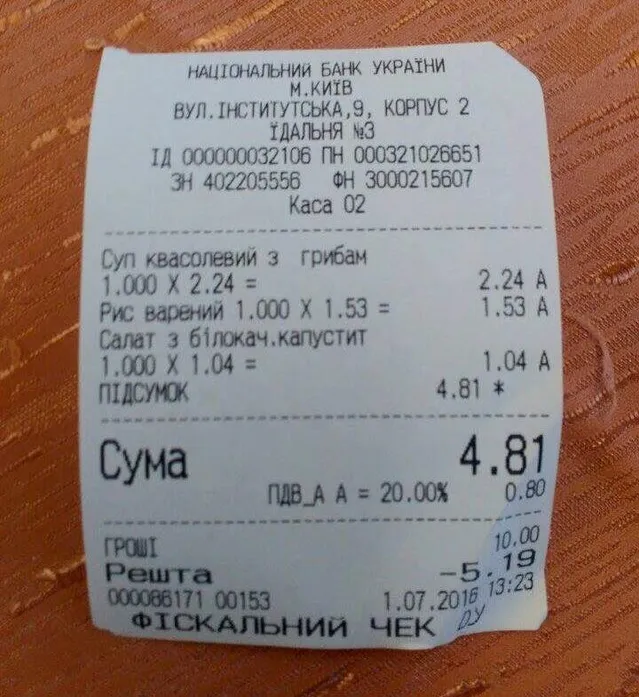 НАЦІОНАЛЬНИЙ БАНК УКРАЇНИ
М.КИЇВ
ВУЛ.ІНСТИТУТСЬКА,9, КОРПУС 2
ЇДАЛЬНЯ №3
ІД 000000032106 ПН 000321026651
ЗН 402205556 ФН 3000215607
Каса 02
Суп квасолевий з грибам
1.000 X 2.24 = 2.24 А
Рис варений 1.000 X 1.53 = 1.53 А
Салат з білокач.капустит
1.000 X 1.04 = 1.04 А
ПІДСУМОК 4.81 *
Сума 4.81
ПДВ_А А = 20.00% 0.80
ГРОШІ 10.00
Решта -5.19
000086171 00153 1.07.2016 13:23
ФІСКАЛЬНИЙ ЧЕК